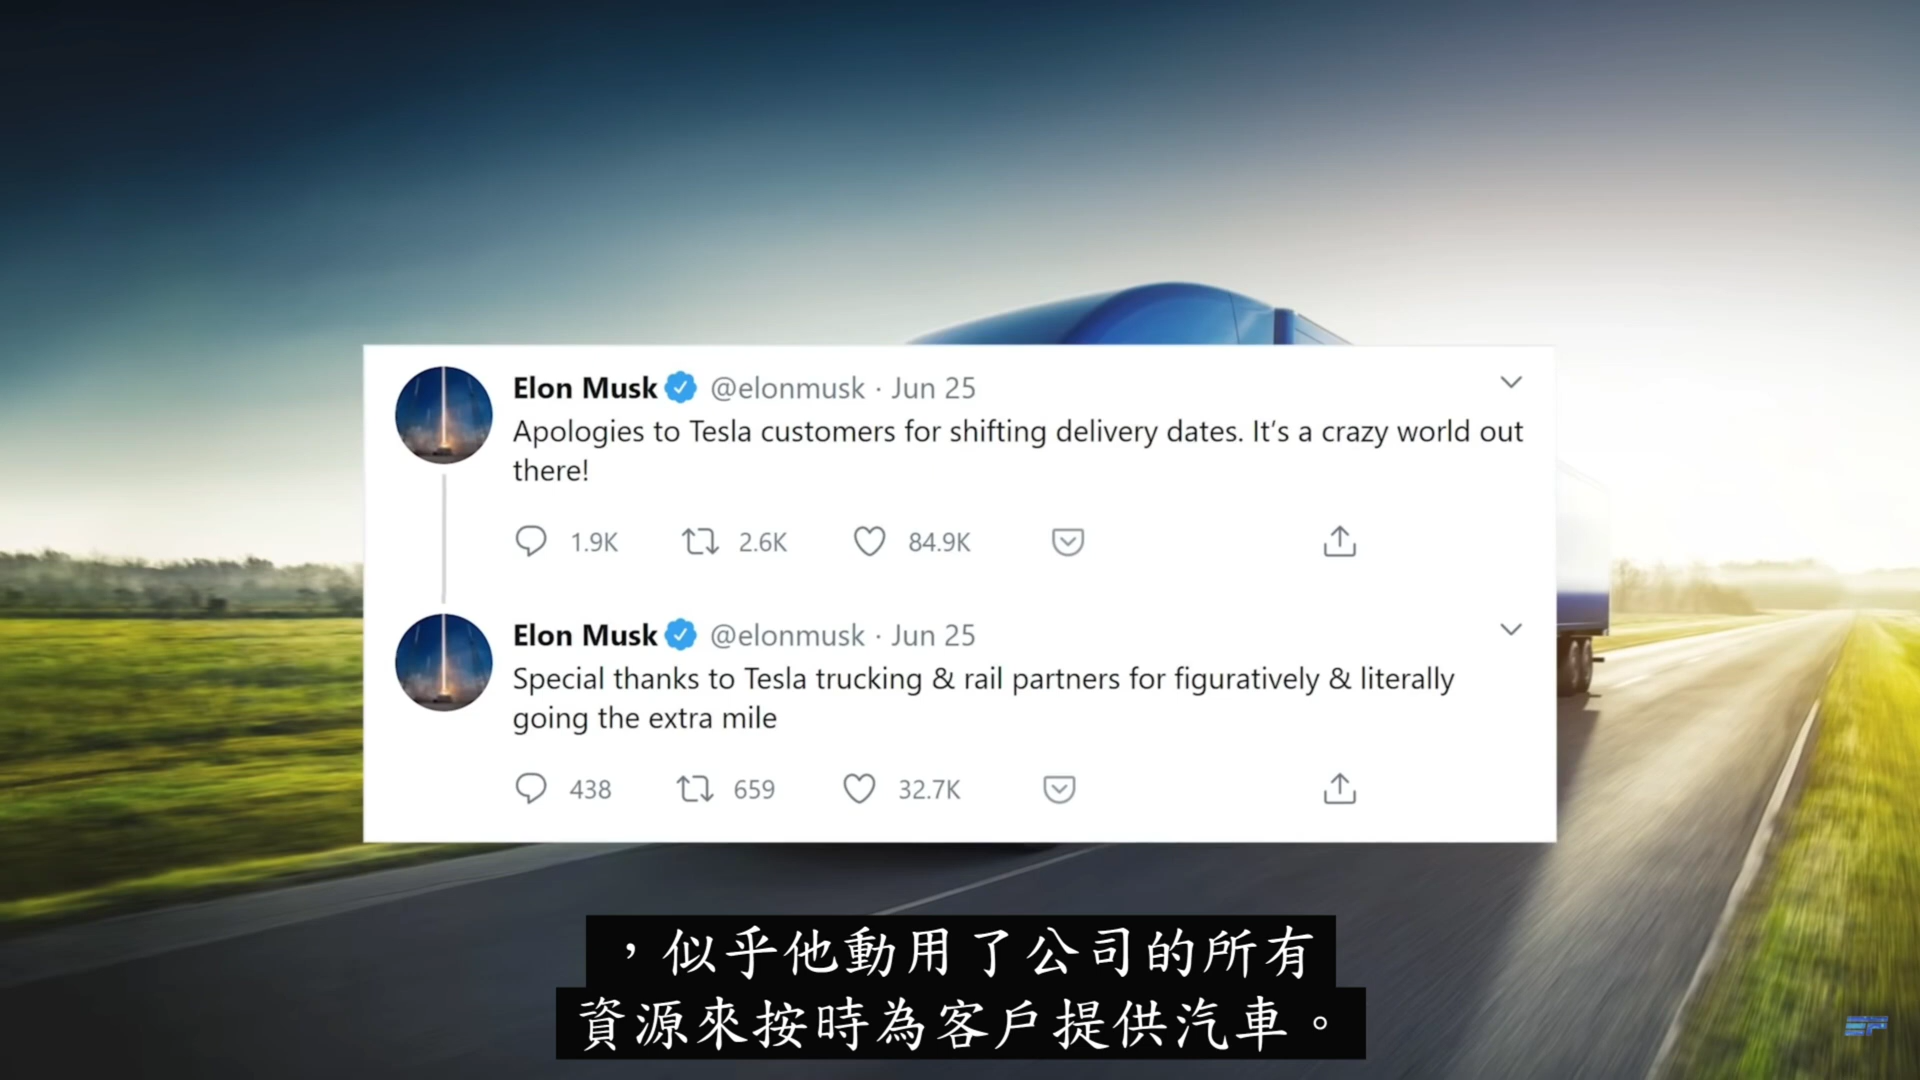 Elon Musk @elonmusk · Jun 25
Apologies to Tesla customers for shifting delivery dates. It's a crazy world out
there!
1.9K 2.6K 84.9K
Elon Musk @elonmusk · Jun 25
Special thanks to Tesla trucking & rail partners for figuratively & literally
going the extra mile
438 659 32.7K
，似乎他動用了公司的所有
資源來按時為客戶提供汽車。